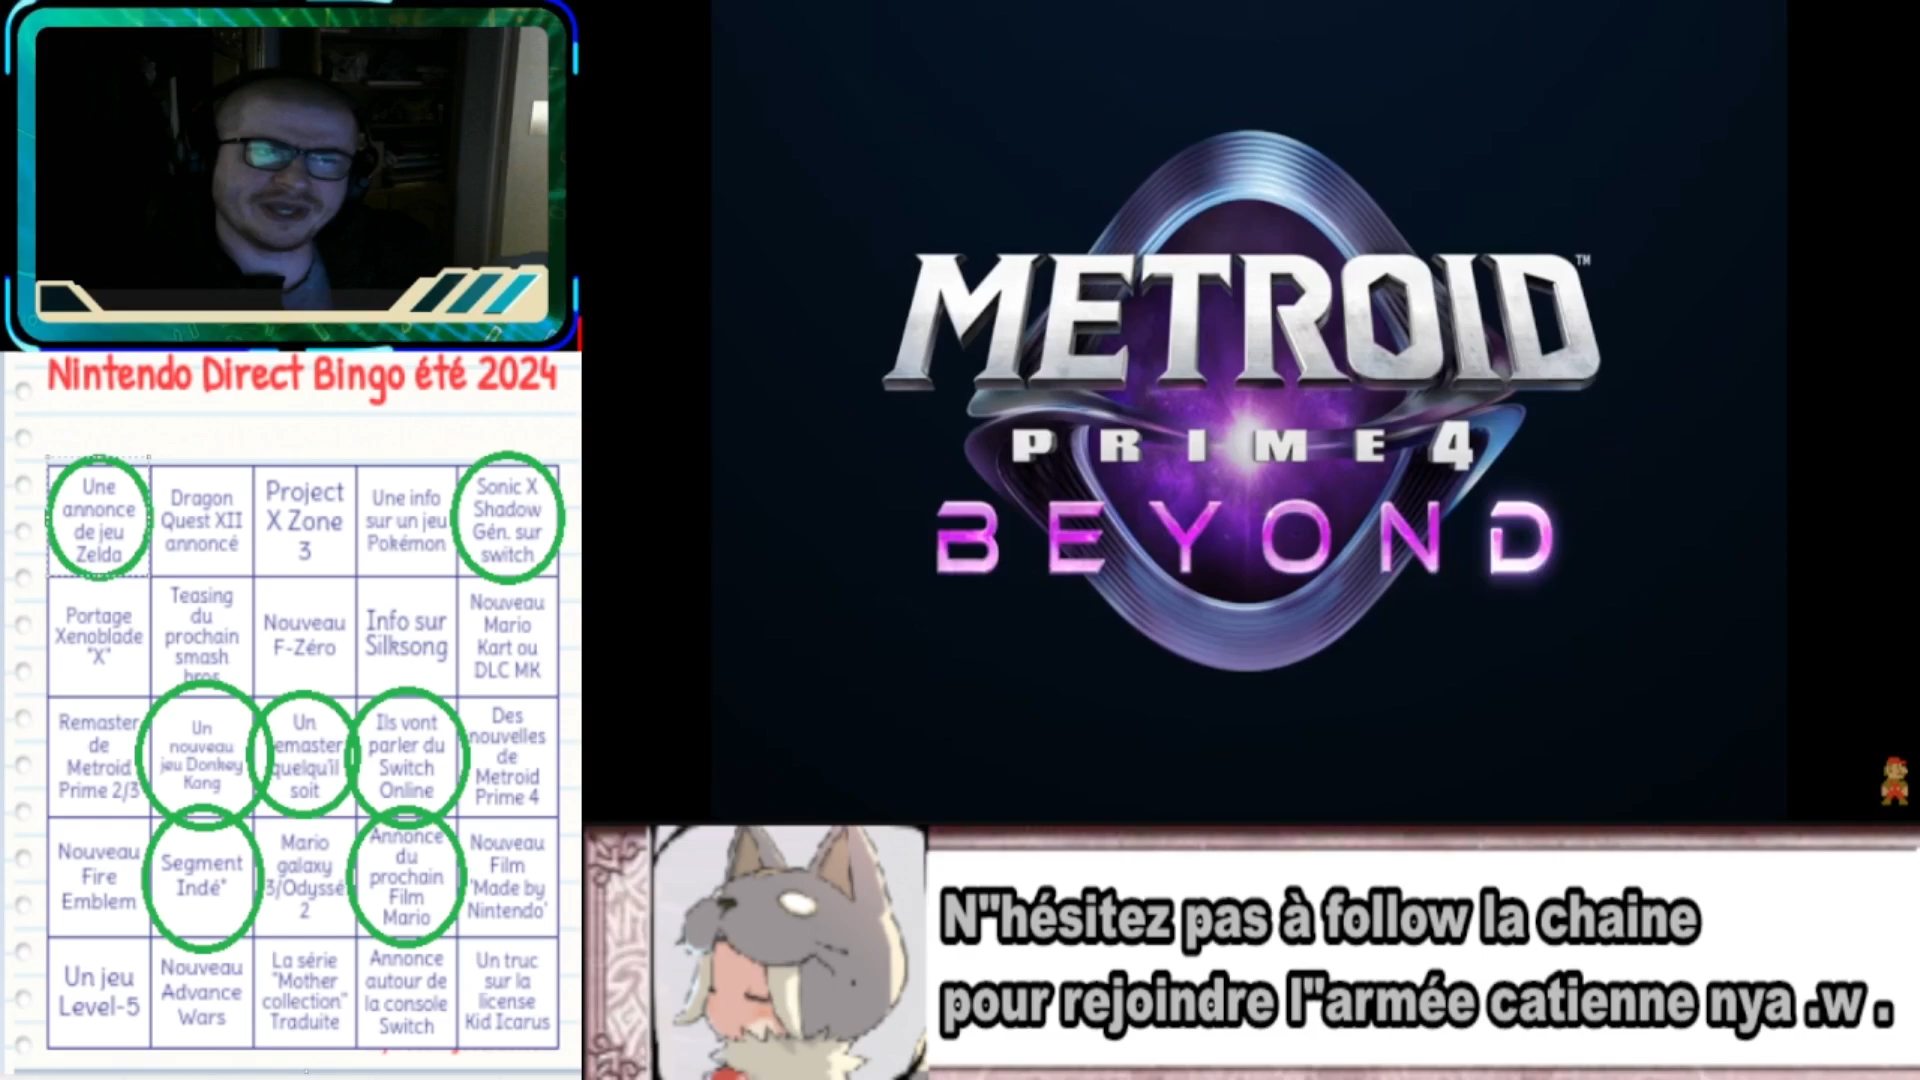 Nintendo Direct Bingo été 2024
Une
annonce
de jeu
Zelda
Dragon
Quest XII
annoncé
Project
X Zone
3
Une info
sur un jeu
Pokémon
Sonic X
Shadow
Gén. sur
switch
Portage
Xenoblade
"X"
Teasing
du
prochain
smash
bros
Nouveau
F-Zéro
Info sur
Silksong
Nouveau
Mario
Kart ou
DLC MK
Remaster
de
Metroid
Prime 2/3
Un
nouveau
jeu Donkey
Kong
Un
emaster
quelqu'il
soit
Ils vont
parler du
Switch
Online
Des
nouvelles
de
Metroid
Prime 4
Nouveau
Fire
Emblem
Segment
Indé"
Mario
galaxy
3/Odyssé
2
Annonce
du
prochain
Film
Mario
Nouveau
Film
'Made by
Nintendo'
Un jeu
Level-5
Nouveau
Advance
Wars
La série
"Mother
collection"
Traduite
Annonce
autour de
la console
Switch
Un truc
sur la
license
Kid Icarus
METROID™
PRIME 4
BEYOND
N"hésitez pas à follow la chaine
pour rejoindre l"armée catienne nya .w .